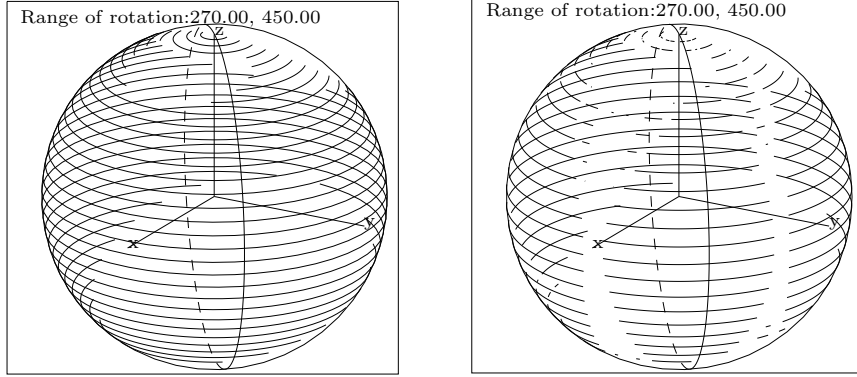 Range of rotation:270.00, 450.00
z
y
x
Range of rotation:270.00, 450.00
z
y
x